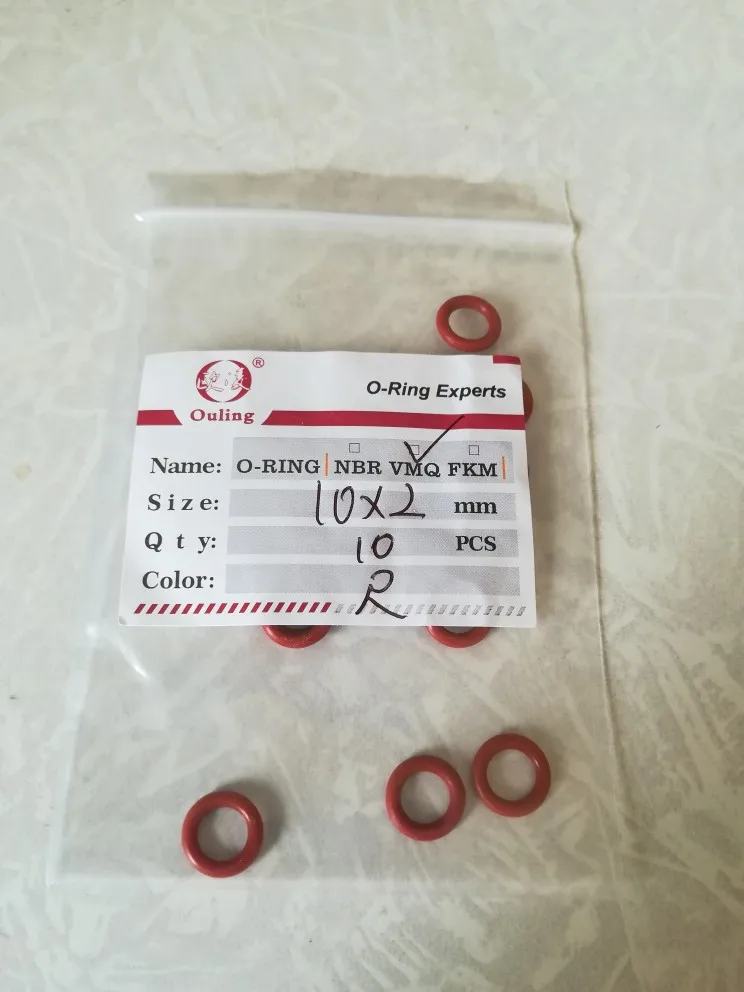 ®
Ouling
O-Ring Experts
Name: O-RING | NBR VMQ FKM |
Size: 10x2 mm
Qty: 10 PCS
Color: R